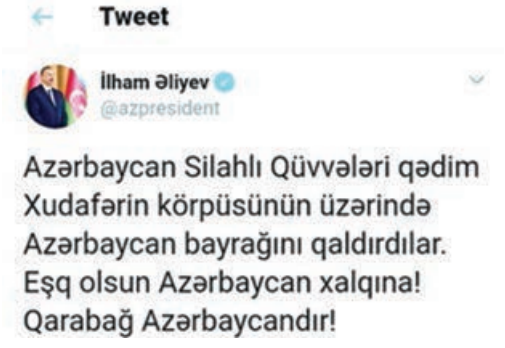 Tweet
İlham Əliyev
@azpresident
Azərbaycan Silahlı Qüvvələri qədim
Xudafərin körpüsünün üzərində
Azərbaycan bayrağını qaldırdılar.
Eşq olsun Azərbaycan xalqına!
Qarabağ Azərbaycandır!